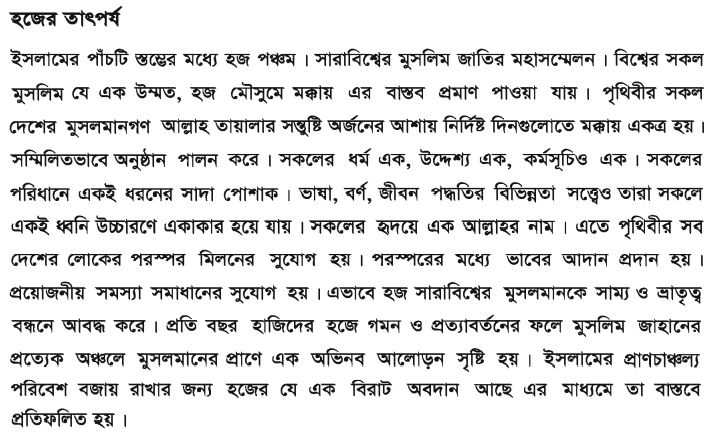 হজের তাৎপর্য
ইসলামের পাঁচটি স্তম্ভের মধ্যে হজ পঞ্চম । সারাবিশ্বের মুসলিম জাতির মহাসম্মেলন । বিশ্বের সকল
মুসলিম যে এক উম্মত, হজ মৌসুমে মক্কায় এর বাস্তব প্রমাণ পাওয়া যায় । পৃথিবীর সকল
দেশের মুসলমানগণ আল্লাহ তায়ালার সন্তুষ্টি অর্জনের আশায় নির্দিষ্ট দিনগুলোতে মক্কায় একত্র হয় ।
সম্মিলিতভাবে অনুষ্ঠান পালন করে । সকলের ধর্ম এক, উদ্দেশ্য এক, কর্মসূচিও এক । সকলের
পরিধানে একই ধরনের সাদা পোশাক । ভাষা, বর্ণ, জীবন পদ্ধতির বিভিন্নতা সত্ত্বেও তারা সকলে
একই ধ্বনি উচ্চারণে একাকার হয়ে যায় । সকলের হৃদয়ে এক আল্লাহর নাম । এতে পৃথিবীর সব
দেশের লোকের পরস্পর মিলনের সুযোগ হয় । পরস্পরের মধ্যে ভাবের আদান প্রদান হয় ।
প্রয়োজনীয় সমস্যা সমাধানের সুযোগ হয় । এভাবে হজ সারাবিশ্বের মুসলমানকে সাম্য ও ভ্রাতৃত্ব
বন্ধনে আবদ্ধ করে । প্রতি বছর হাজিদের হজে গমন ও প্রত্যাবর্তনের ফলে মুসলিম জাহানের
প্রত্যেক অঞ্চলে মুসলমানের প্রাণে এক অভিনব আলোড়ন সৃষ্টি হয় । ইসলামের প্রাণচাঞ্চল্য
পরিবেশ বজায় রাখার জন্য হজের যে এক বিরাট অবদান আছে এর মাধ্যমে তা বাস্তবে
প্রতিফলিত হয় ।